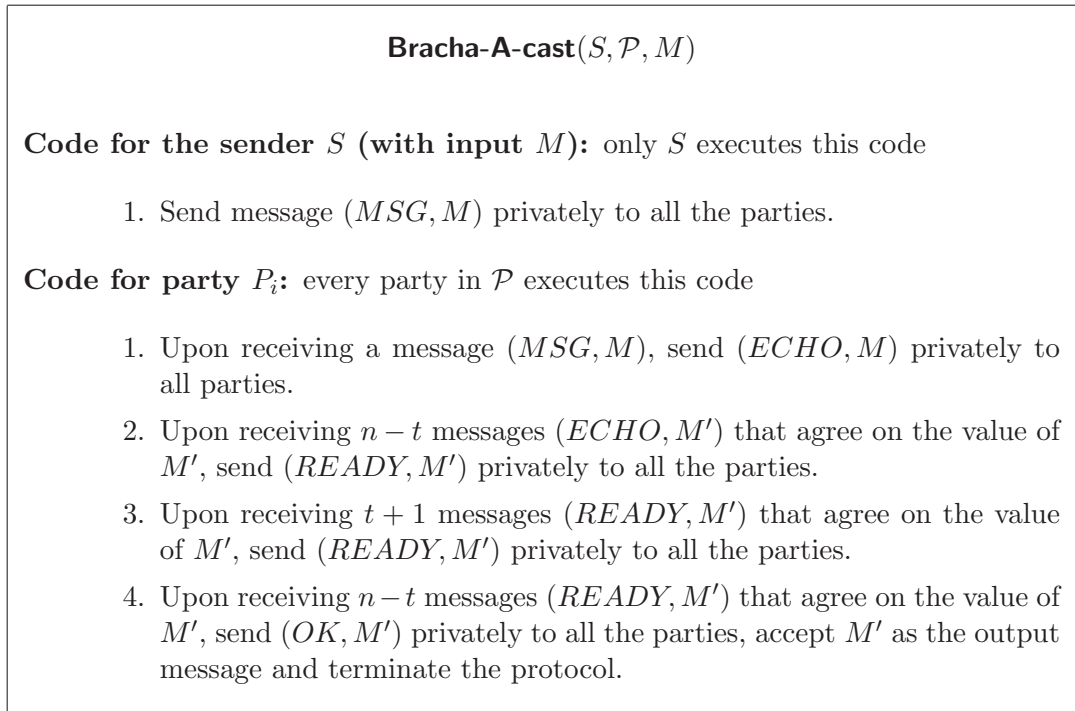 Bracha-A-cast(S, P, M)
Code for the sender S (with input M): only S executes this code
1. Send message (MSG, M) privately to all the parties.
Code for party Pᵢ: every party in P executes this code
1. Upon receiving a message (MSG, M), send (ECHO, M) privately to
all parties.
2. Upon receiving n − t messages (ECHO, M′) that agree on the value of
M′, send (READY, M′) privately to all the parties.
3. Upon receiving t + 1 messages (READY, M′) that agree on the value
of M′, send (READY, M′) privately to all the parties.
4. Upon receiving n − t messages (READY, M′) that agree on the value of
M′, send (OK, M′) privately to all the parties, accept M′ as the output
message and terminate the protocol.